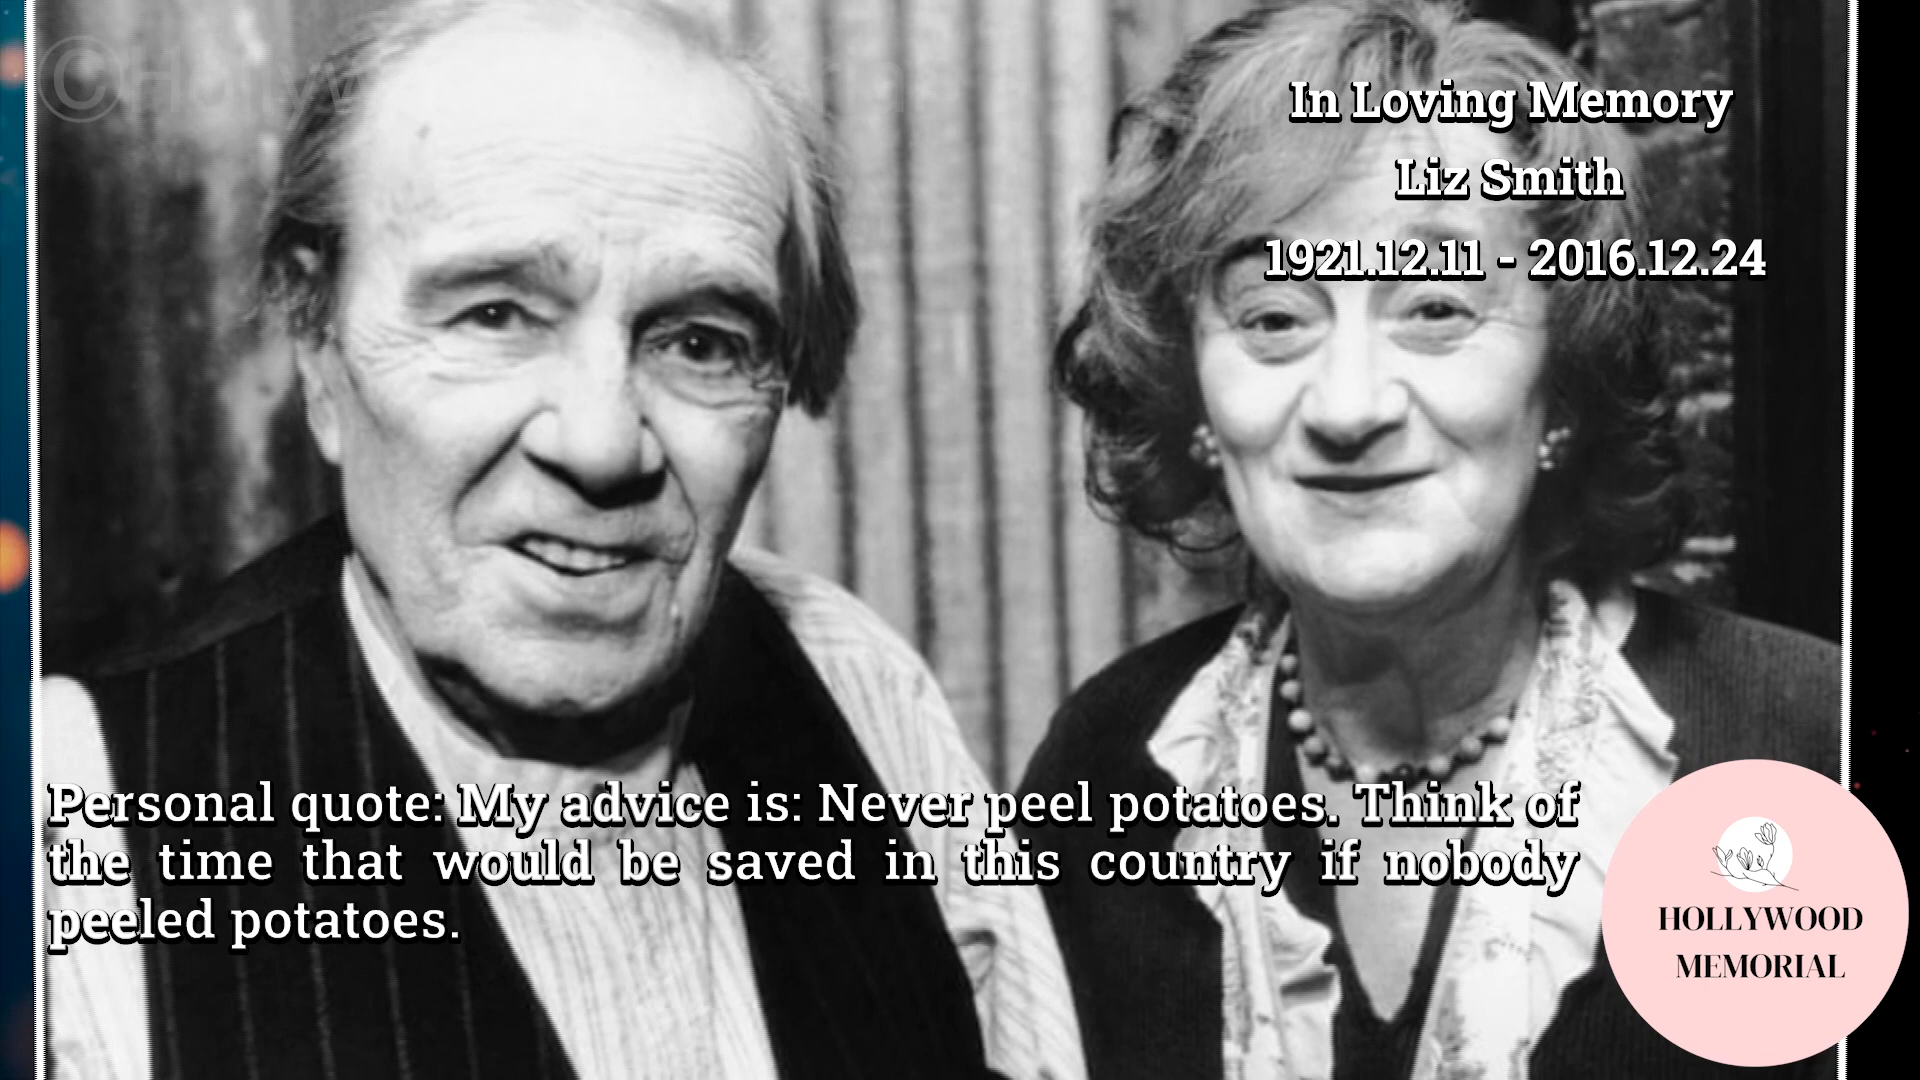 ©Hollyw
In Loving Memory
Liz Smith
1921.12.11 - 2016.12.24
Personal quote: My advice is: Never peel potatoes. Think of
the time that would be saved in this country if nobody
peeled potatoes.
HOLLYWOOD
MEMORIAL